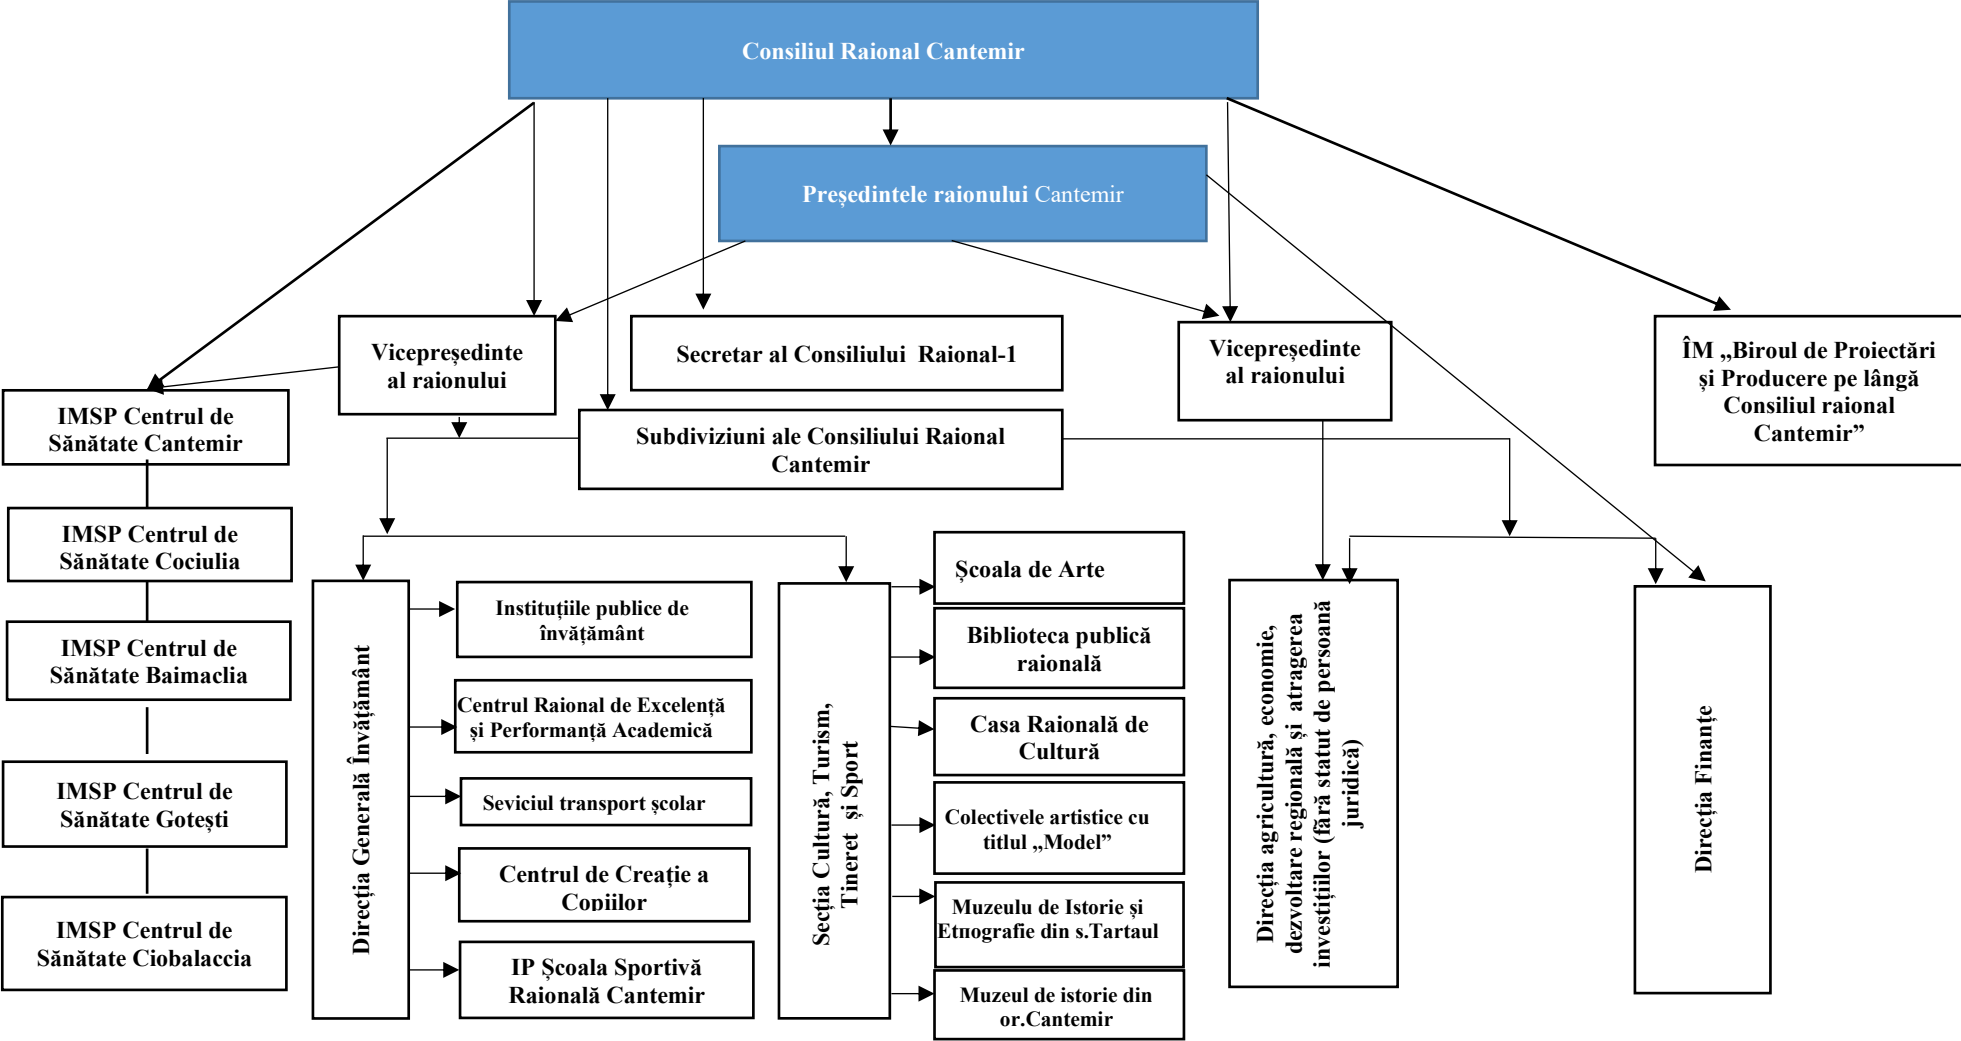 Consiliul Raional Cantemir
Președintele raionului Cantemir
Vicepreședinte
al raionului
Secretar al Consiliului Raional-1
Vicepreședinte
al raionului
ÎM „Biroul de Proiectări
și Producere pe lângă
Consiliul raional
Cantemir”
Subdiviziuni ale Consiliului Raional
Cantemir
IMSP Centrul de
Sănătate Cantemir
IMSP Centrul de
Sănătate Cociulia
IMSP Centrul de
Sănătate Baimaclia
IMSP Centrul de
Sănătate Gotești
IMSP Centrul de
Sănătate Ciobalaccia
Direcția Generală Învățământ
Instituțiile publice de
învățământ
Centrul Raional de Excelență
și Performanță Academică
Seviciul transport școlar
Centrul de Creație a
Copiilor
IP Școala Sportivă
Raională Cantemir
Secția Cultură, Turism,
Tineret și Sport
Școala de Arte
Biblioteca publică
raională
Casa Raională de
Cultură
Colectivele artistice cu
titlul „Model”
Muzeulu de Istorie și
Etnografie din s.Tartaul
Muzeul de istorie din
or.Cantemir
Direcția agricultură, economie,
dezvoltare regională și atragerea
investițiilor (fără statut de persoană
juridică)
Direcția Finanțe